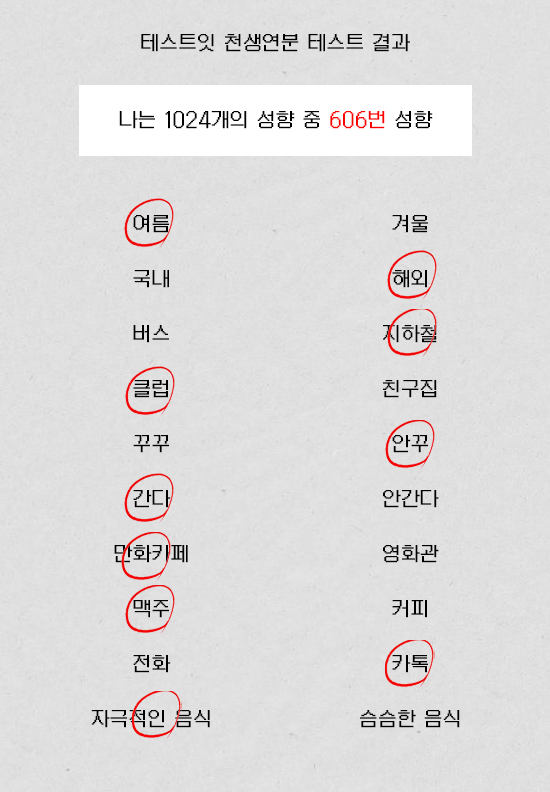 테스트잇 천생연분 테스트 결과
나는 1024개의 성향 중 606번 성향
여름 겨울
국내 해외
버스 지하철
클럽 친구집
꾸꾸 안꾸
간다 안간다
만화카페 영화관
맥주 커피
전화 카톡
자극적인 음식 슴슴한 음식